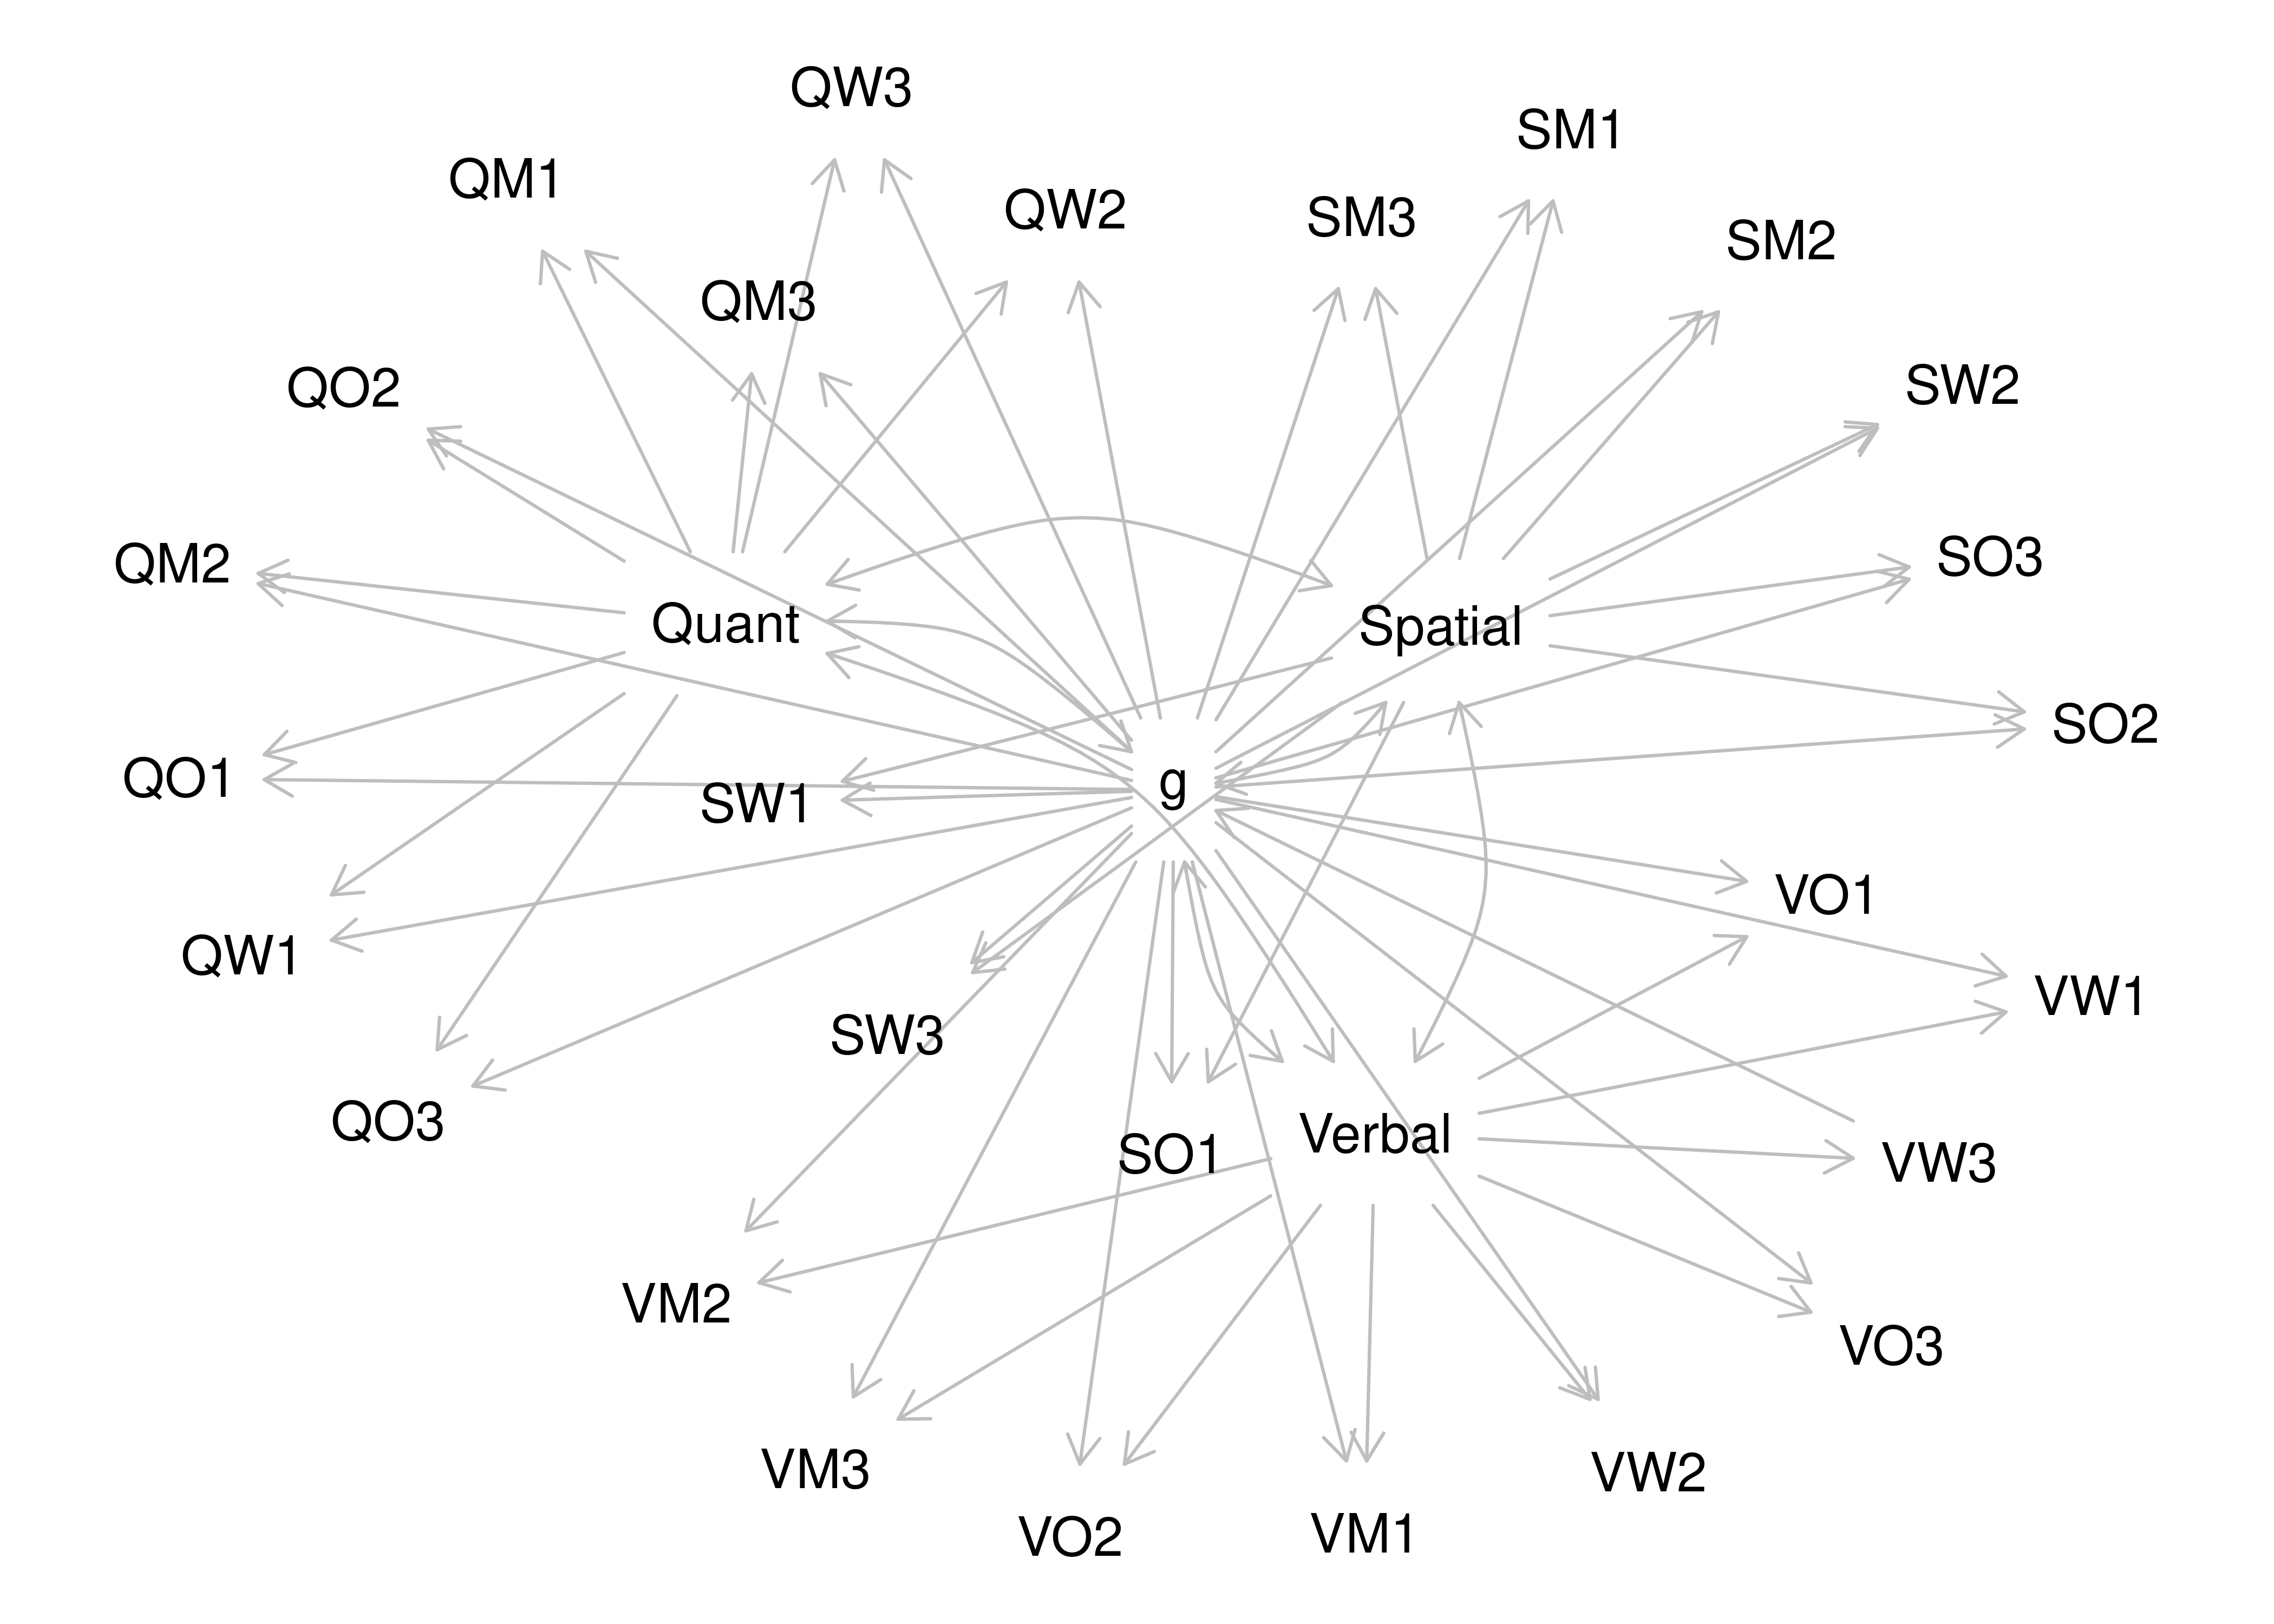 QW3
SM1
QM1
QW2
SM3
SM2
QM3
QO2
SW2
QM2
SO3
Quant
Spatial
SO2
QO1
g
SW1
VO1
QW1
VW1
SW3
QO3
Verbal
SO1
VW3
VM2
VO3
VM3
VW2
VO2
VM1